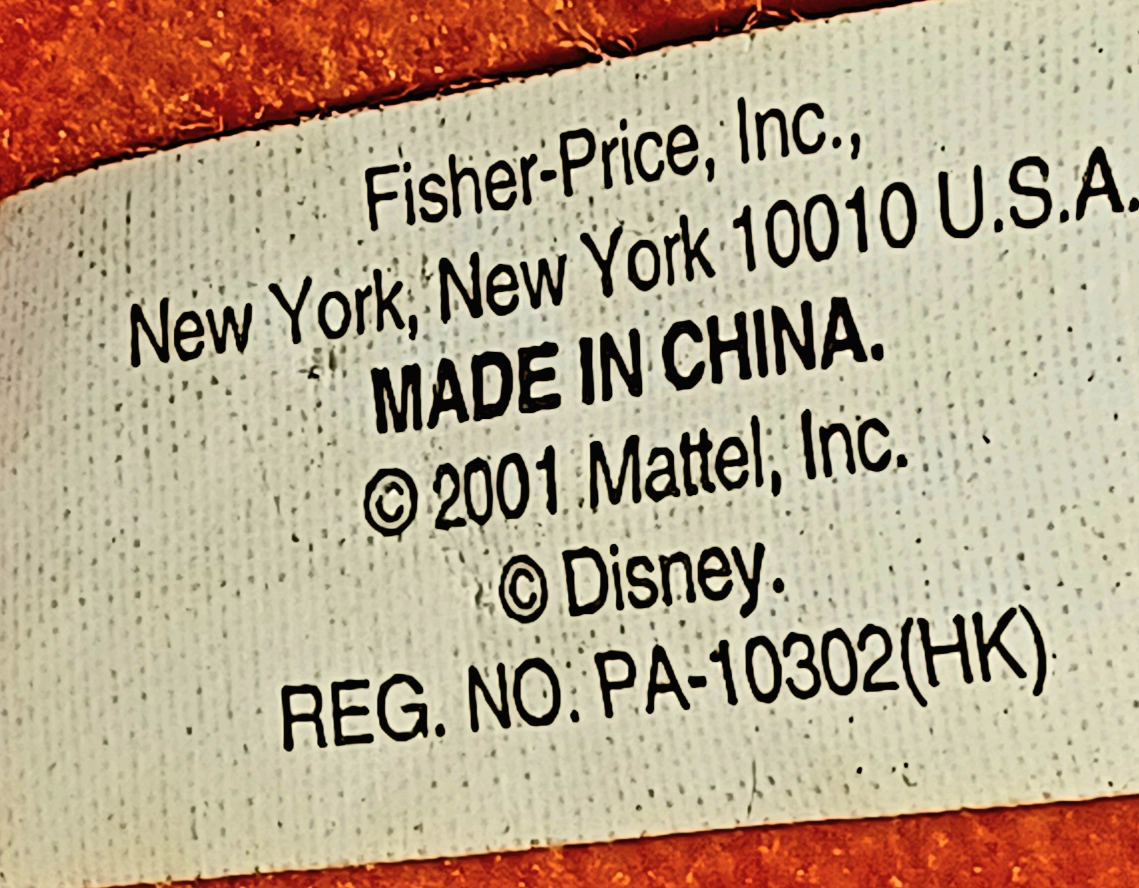 Fisher-Price, Inc.,
New York, New York 10010 U.S.A.
MADE IN CHINA.
© 2001 Mattel, Inc.
© Disney.
REG. NO. PA-10302(HK)